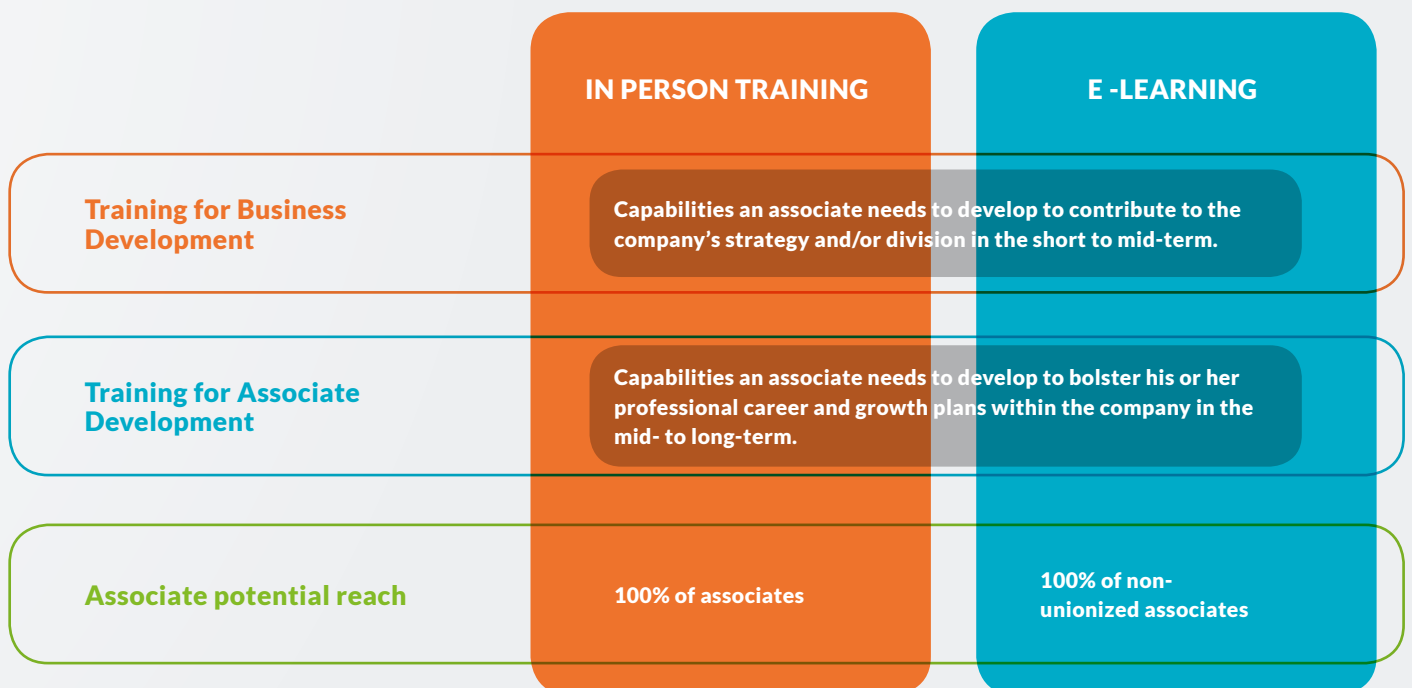 IN PERSON TRAINING
E -LEARNING
Training for Business
Development
Capabilities an associate needs to develop to contribute to the
company’s strategy and/or division in the short to mid-term.
Training for Associate
Development
Capabilities an associate needs to develop to bolster his or her
professional career and growth plans within the company in the
mid- to long-term.
Associate potential reach
100% of associates
100% of non-
unionized associates